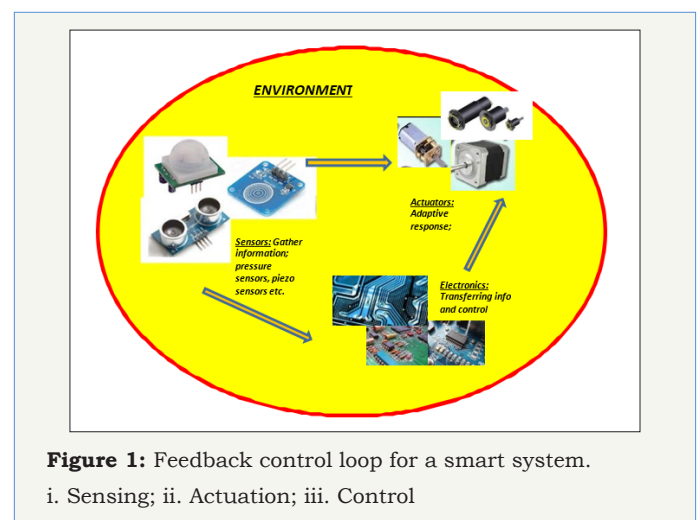 ENVIRONMENT
Actuators:
Adaptive
response;
Sensors: Gather
information;
pressure
sensors, piezo
sensors etc.
Electronics:
Transferring info
and control
Figure 1: Feedback control loop for a smart system.
i. Sensing; ii. Actuation; iii. Control